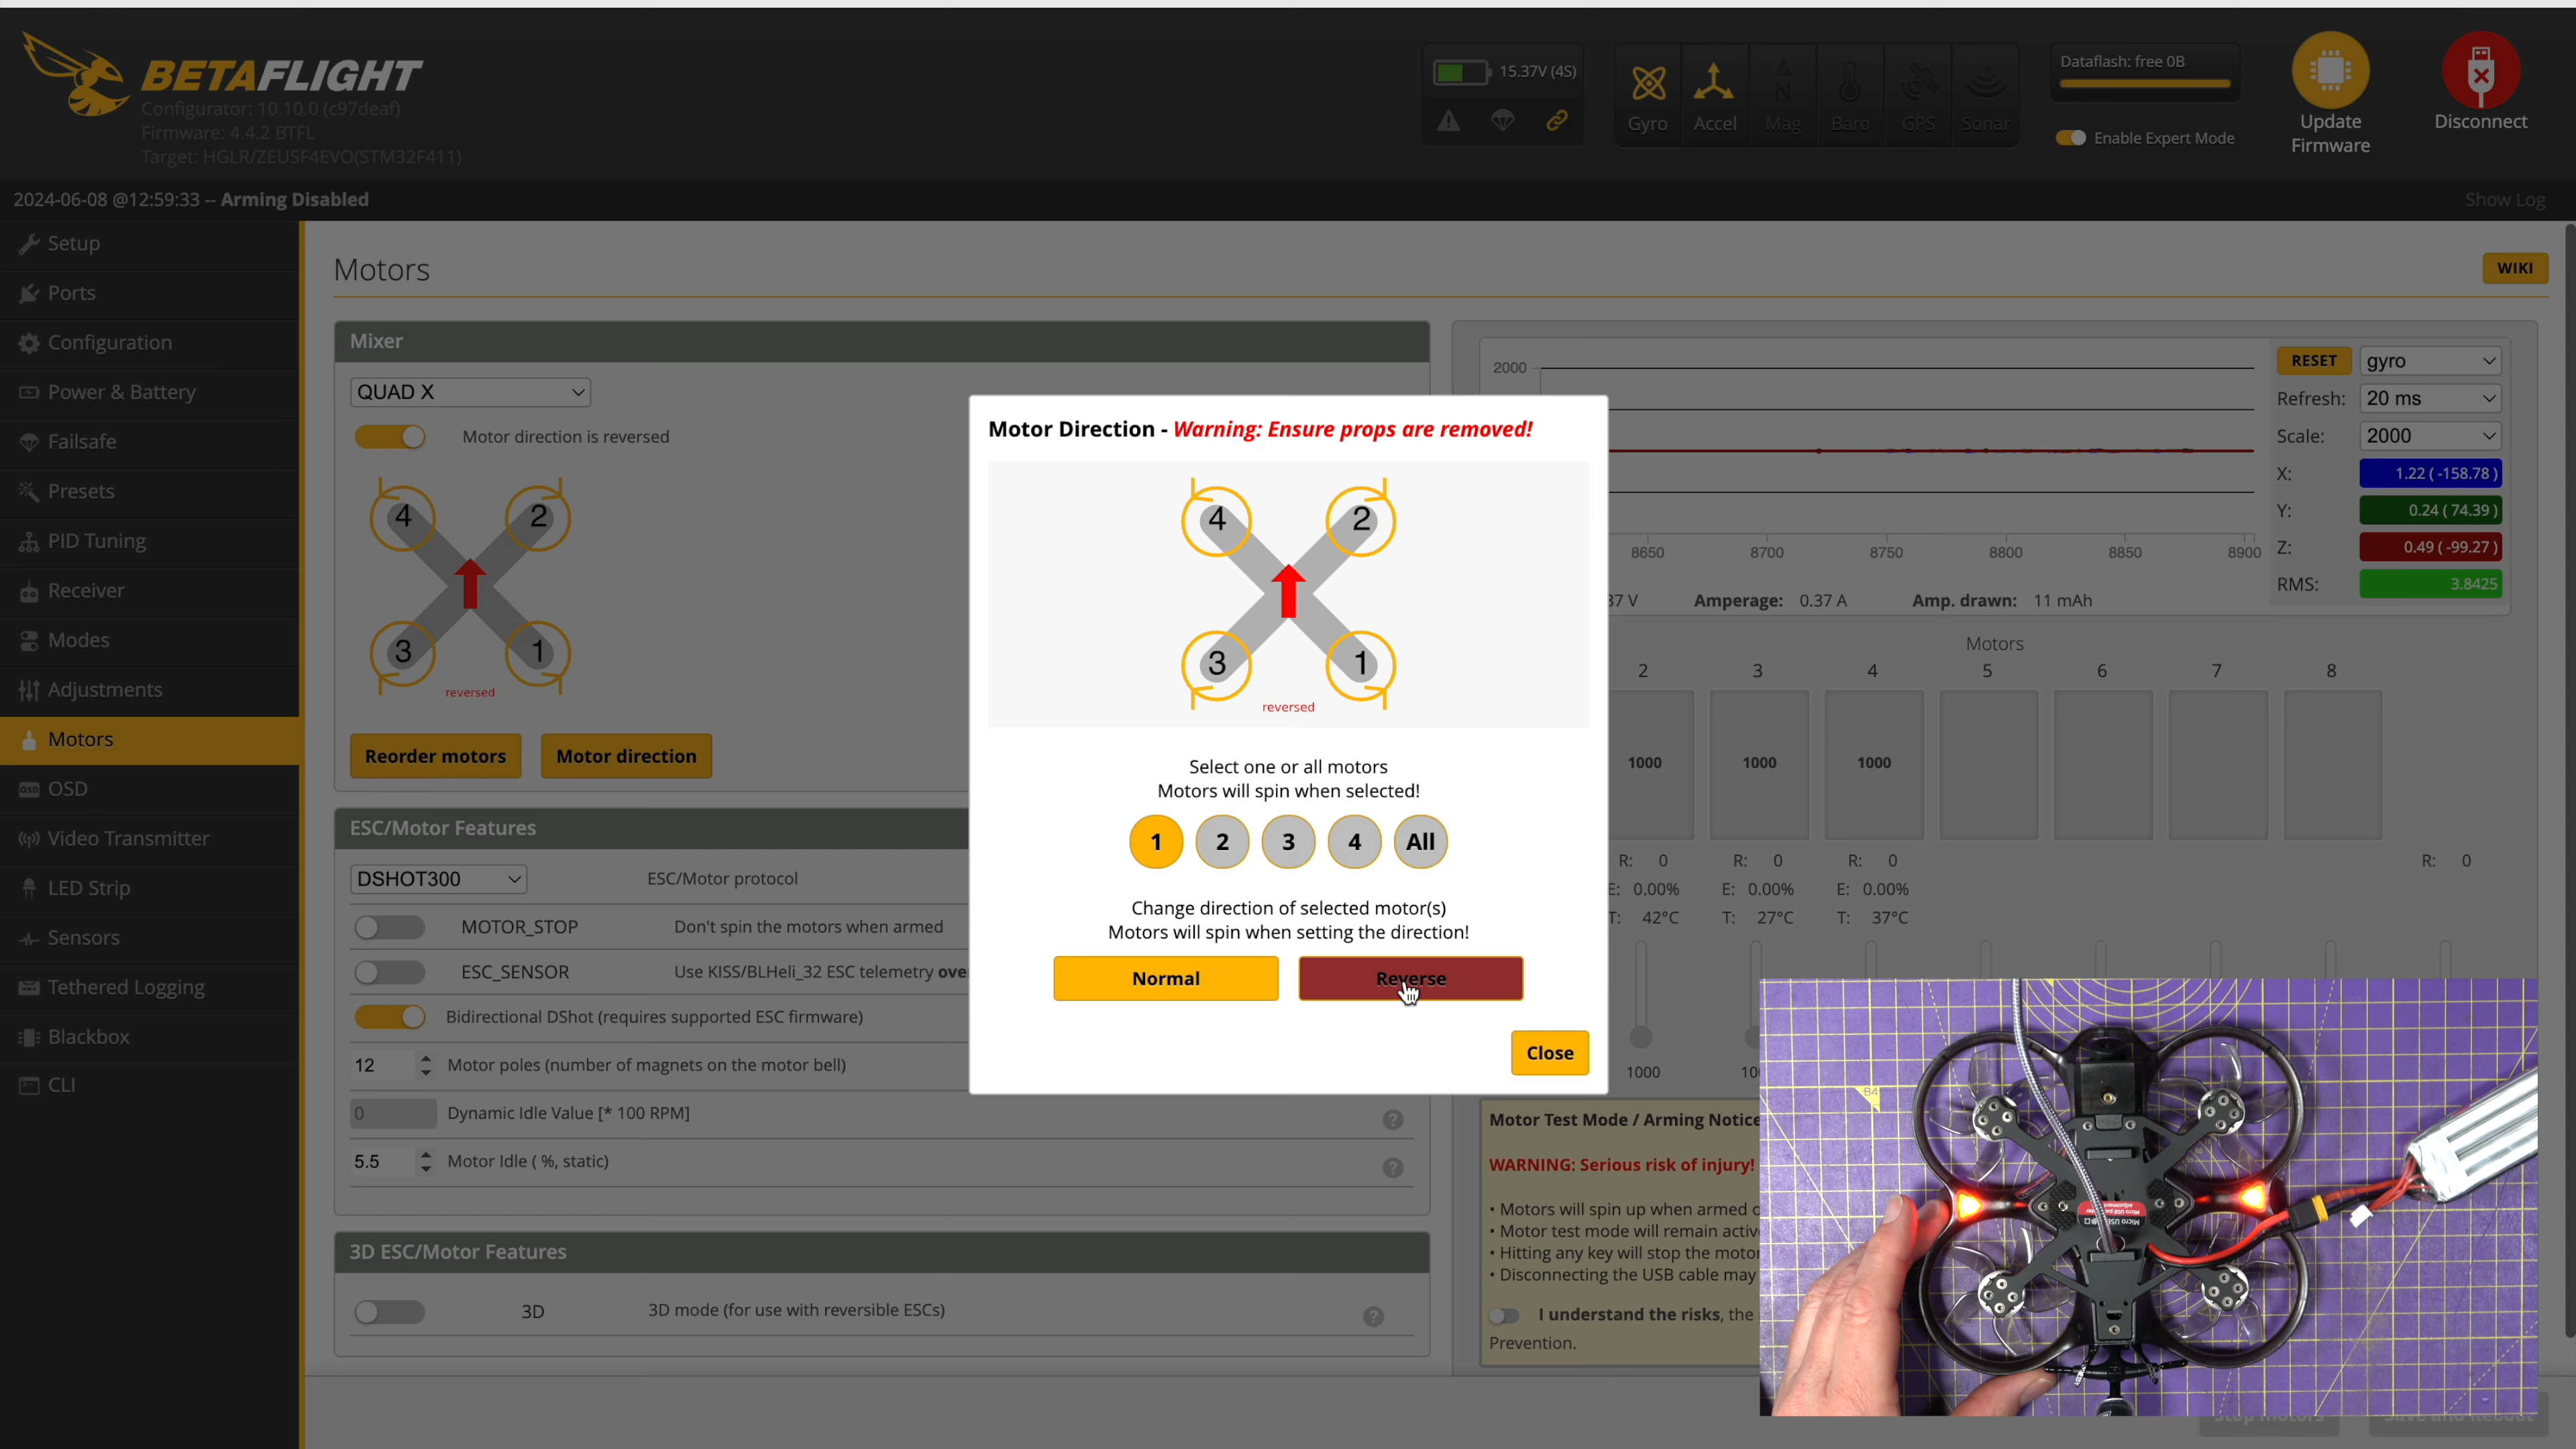 BETAFLIGHT
Configurator: 10.10.0 (c97deaf)
Firmware: 4.4.2 BTFL
Target: HGLR/ZEUSF4EVO(STM32F411)
15.37V (4S)
Gyro
Accel
Mag
Baro
GPS
Sonar
Dataflash: free 0B
Enable Expert Mode
Update
Firmware
Disconnect
2024-06-08 @12:59:33 -- Arming Disabled
Show Log
Setup
Ports
Configuration
Power & Battery
Failsafe
Presets
PID Tuning
Receiver
Modes
Adjustments
Motors
OSD
Video Transmitter
LED Strip
Sensors
Tethered Logging
Blackbox
CLI
Motors
WIKI
Mixer
QUAD X
Motor direction is reversed
4 2
3 1
reversed
Reorder motors Motor direction
ESC/Motor Features
DSHOT300 ESC/Motor protocol
MOTOR_STOP Don't spin the motors when armed
ESC_SENSOR Use KISS/BLHeli_32 ESC telemetry ove
Bidirectional DShot (requires supported ESC firmware)
12 Motor poles (number of magnets on the motor bell)
0 Dynamic Idle Value [* 100 RPM] ?
5.5 Motor Idle ( %, static) ?
3D ESC/Motor Features
3D 3D mode (for use with reversible ESCs) ?
Motor Direction - Warning: Ensure props are removed!
4 2
3 1
reversed
Select one or all motors
Motors will spin when selected!
1 2 3 4 All
Change direction of selected motor(s)
Motors will spin when setting the direction!
Normal Reverse
Close
2000
8650 8700 8750 8800 8850 8900
RESET gyro
Refresh: 20 ms
Scale: 2000
X: 1.22 ( -158.78 )
Y: 0.24 ( 74.39 )
Z: 0.49 ( -99.27 )
RMS: 3.8425
37 V Amperage: 0.37 A Amp. drawn: 11 mAh
Motors
2 3 4 5 6 7 8
1000 1000 1000
R: 0 R: 0 R: 0 R: 0
E: 0.00% E: 0.00% E: 0.00%
T: 42°C T: 27°C T: 37°C
1000 10
Motor Test Mode / Arming Notice
WARNING: Serious risk of injury!
• Motors will spin up when armed o
• Motor test mode will remain activ
• Hitting any key will stop the motor
• Disconnecting the USB cable may
I understand the risks, the
Prevention.